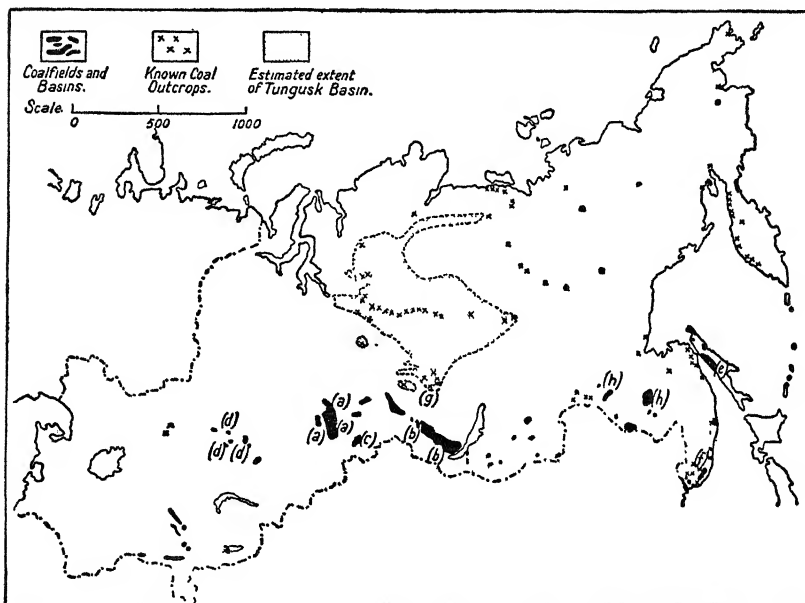 Coalfields and
Basins.
Known Coal
Outcrops.
Estimated extent
of Tungusk Basin.
Scale.
0 500 1000
(a)
(a) (a)
(b)
(b)
(c)
(d)
(d) (d)
(e)
(f)
(g)
(h) (h)